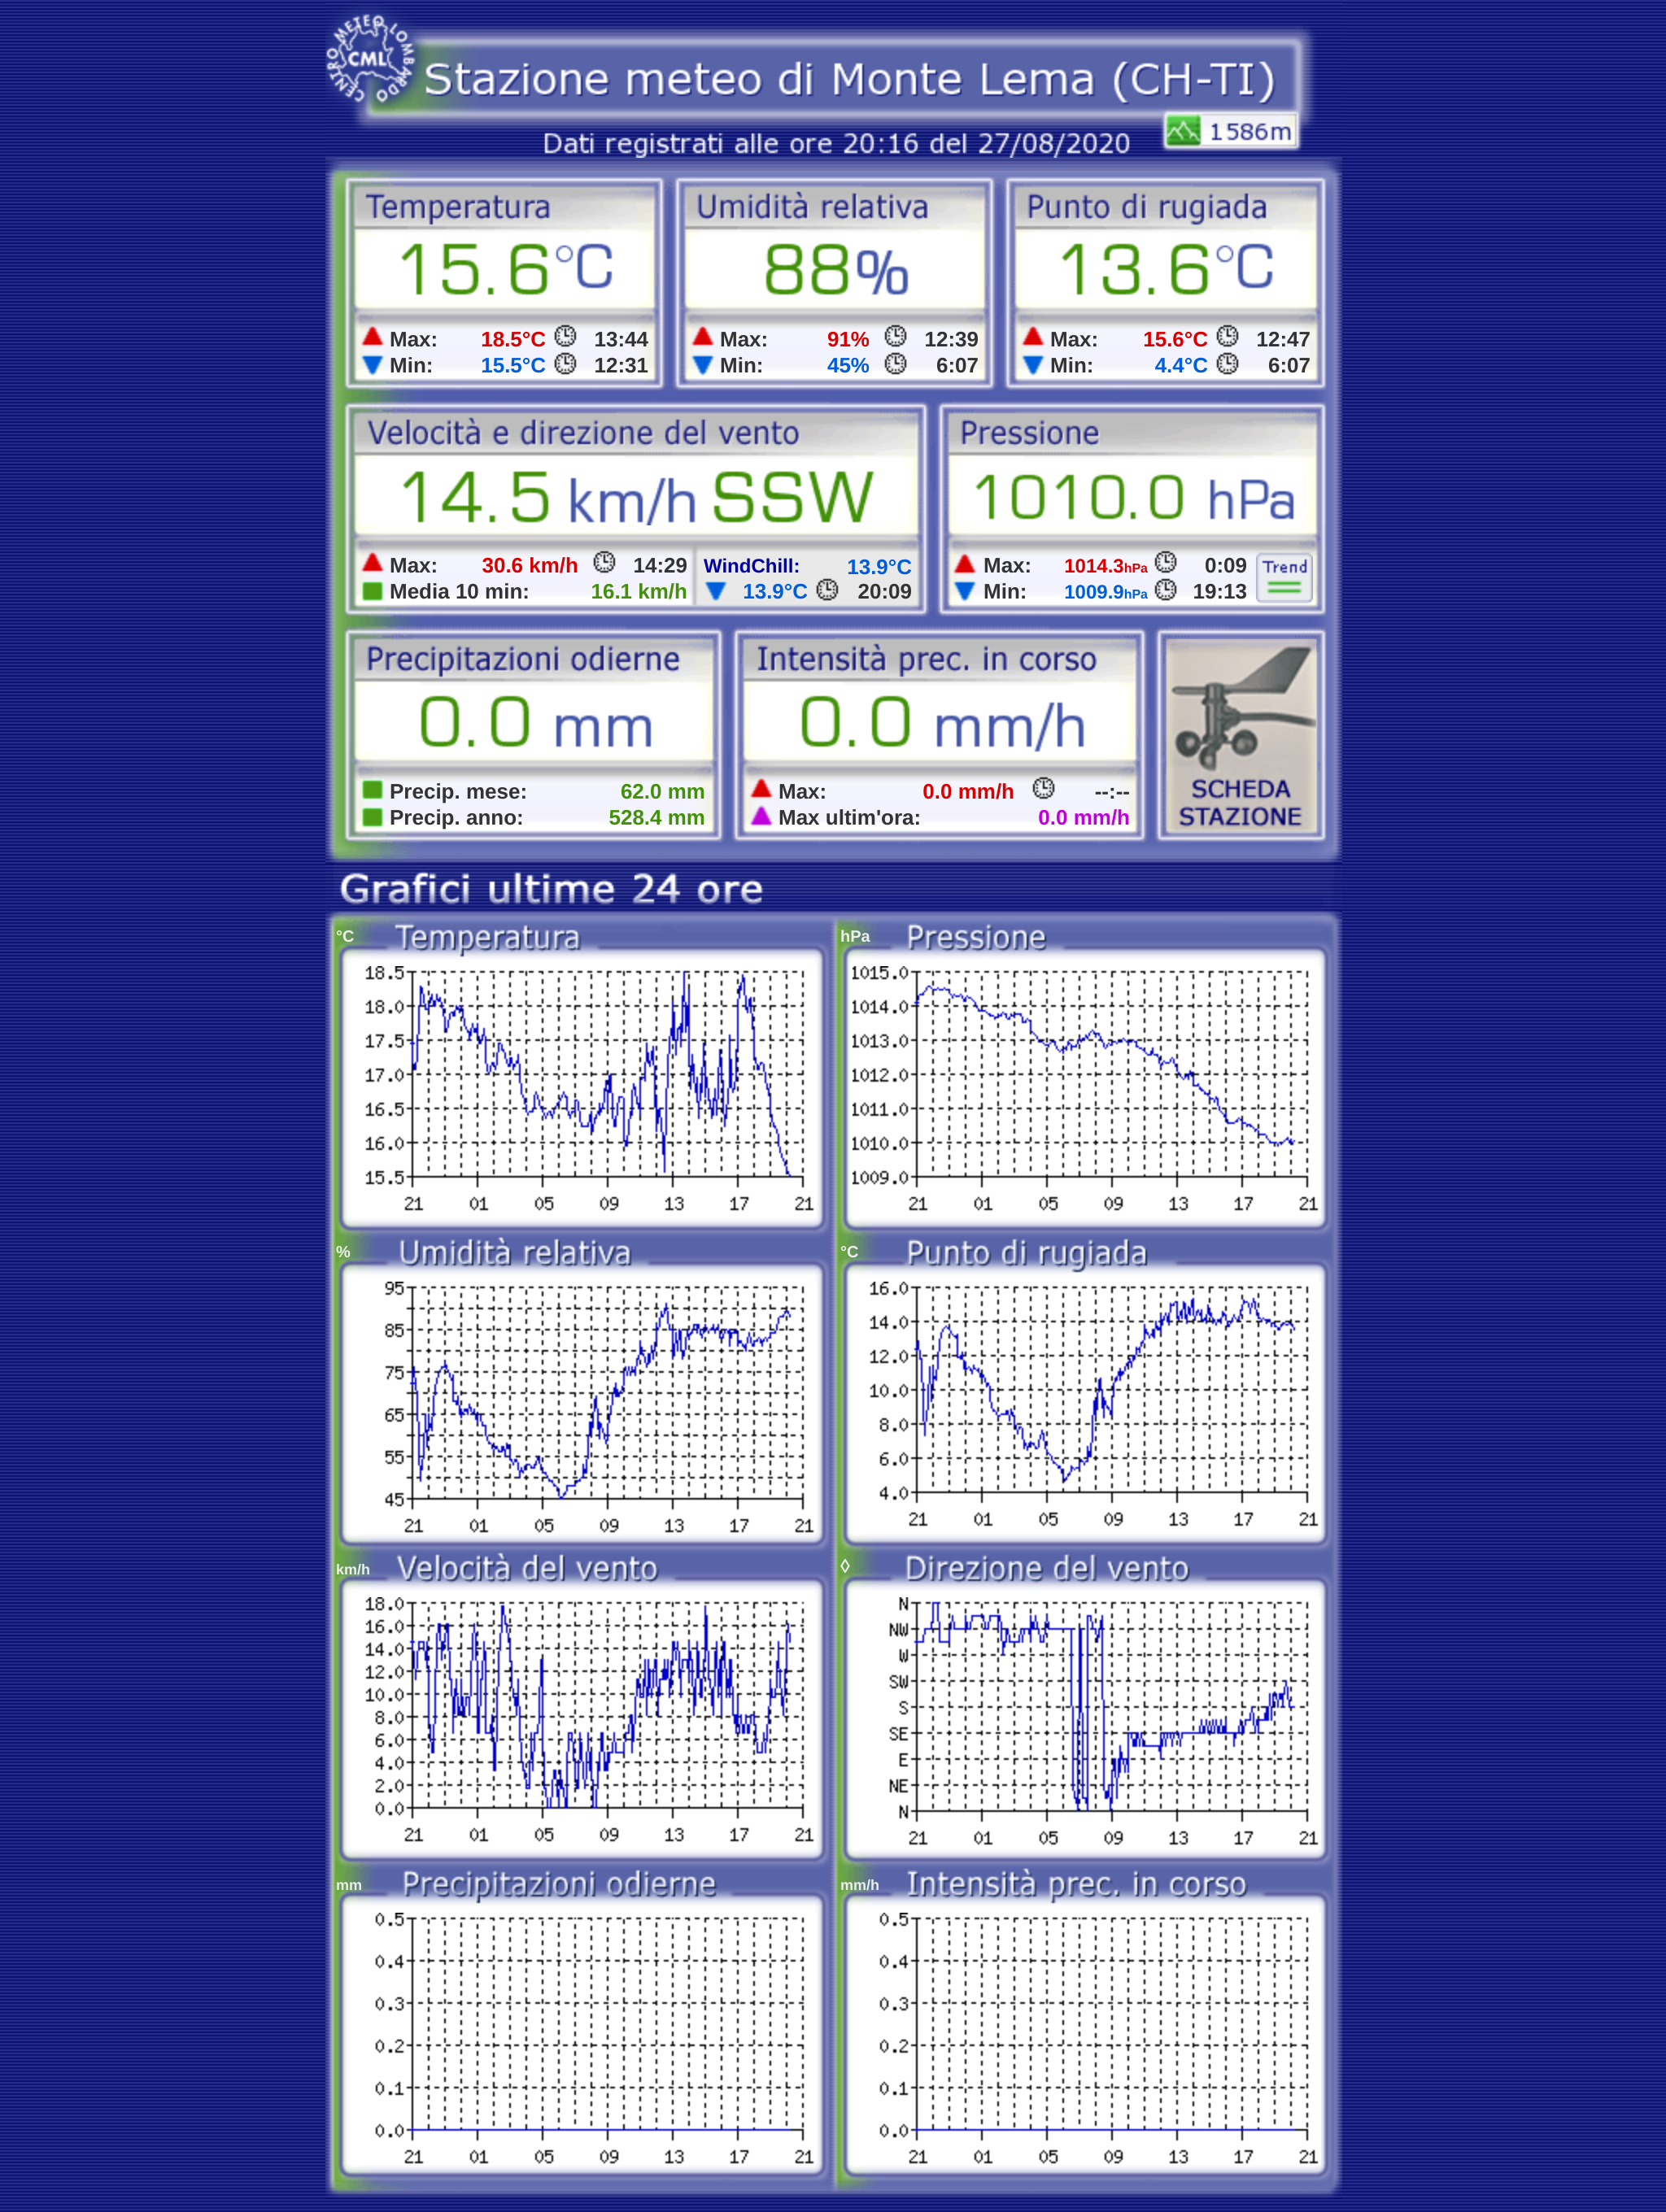 CENTRO METEO LOMBARDO
CML
Stazione meteo di Monte Lema (CH-TI)
Dati registrati alle ore 20:16 del 27/08/2020
1586m
Temperatura
15.6°C
Max: 18.5°C 13:44
Min: 15.5°C 12:31
Umidità relativa
88%
Max: 91% 12:39
Min: 45% 6:07
Punto di rugiada
13.6°C
Max: 15.6°C 12:47
Min: 4.4°C 6:07
Velocità e direzione del vento
14.5 km/h SSW
Max: 30.6 km/h 14:29
Media 10 min: 16.1 km/h
WindChill: 13.9°C
13.9°C 20:09
Pressione
1010.0 hPa
Max: 1014.3hPa 0:09
Min: 1009.9hPa 19:13
Trend
Precipitazioni odierne
0.0 mm
Precip. mese: 62.0 mm
Precip. anno: 528.4 mm
Intensità prec. in corso
0.0 mm/h
Max: 0.0 mm/h --:--
Max ultim'ora: 0.0 mm/h
SCHEDA
STAZIONE
Grafici ultime 24 ore
°C Temperatura
18.5
18.0
17.5
17.0
16.5
16.0
15.5
21 01 05 09 13 17 21
hPa Pressione
1015.0
1014.0
1013.0
1012.0
1011.0
1010.0
1009.0
21 01 05 09 13 17 21
% Umidità relativa
95
85
75
65
55
45
21 01 05 09 13 17 21
°C Punto di rugiada
16.0
14.0
12.0
10.0
8.0
6.0
4.0
21 01 05 09 13 17 21
km/h Velocità del vento
18.0
16.0
14.0
12.0
10.0
8.0
6.0
4.0
2.0
0.0
21 01 05 09 13 17 21
◊ Direzione del vento
N
NW
W
SW
S
SE
E
NE
N
21 01 05 09 13 17 21
mm Precipitazioni odierne
0.5
0.4
0.3
0.2
0.1
0.0
21 01 05 09 13 17 21
mm/h Intensità prec. in corso
0.5
0.4
0.3
0.2
0.1
0.0
21 01 05 09 13 17 21